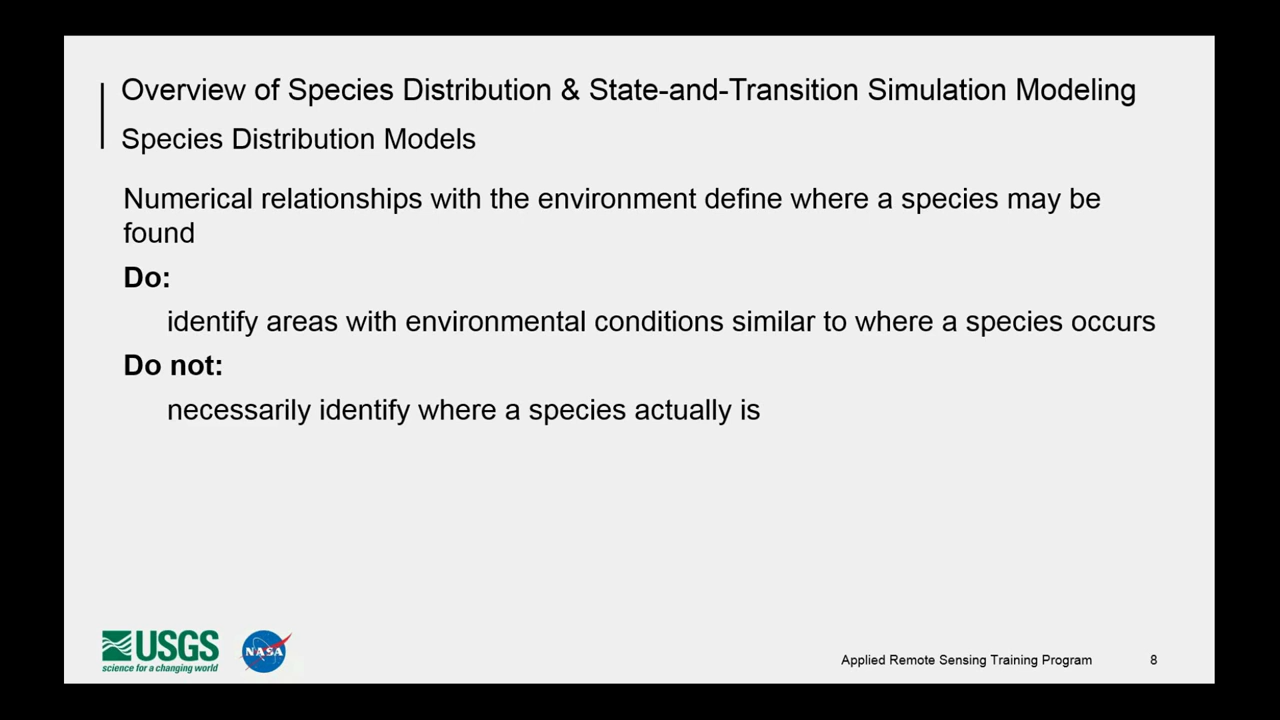 Overview of Species Distribution & State-and-Transition Simulation Modeling
Species Distribution Models
Numerical relationships with the environment define where a species may be
found
Do:
identify areas with environmental conditions similar to where a species occurs
Do not:
necessarily identify where a species actually is
USGS
science for a changing world
NASA
Applied Remote Sensing Training Program 8